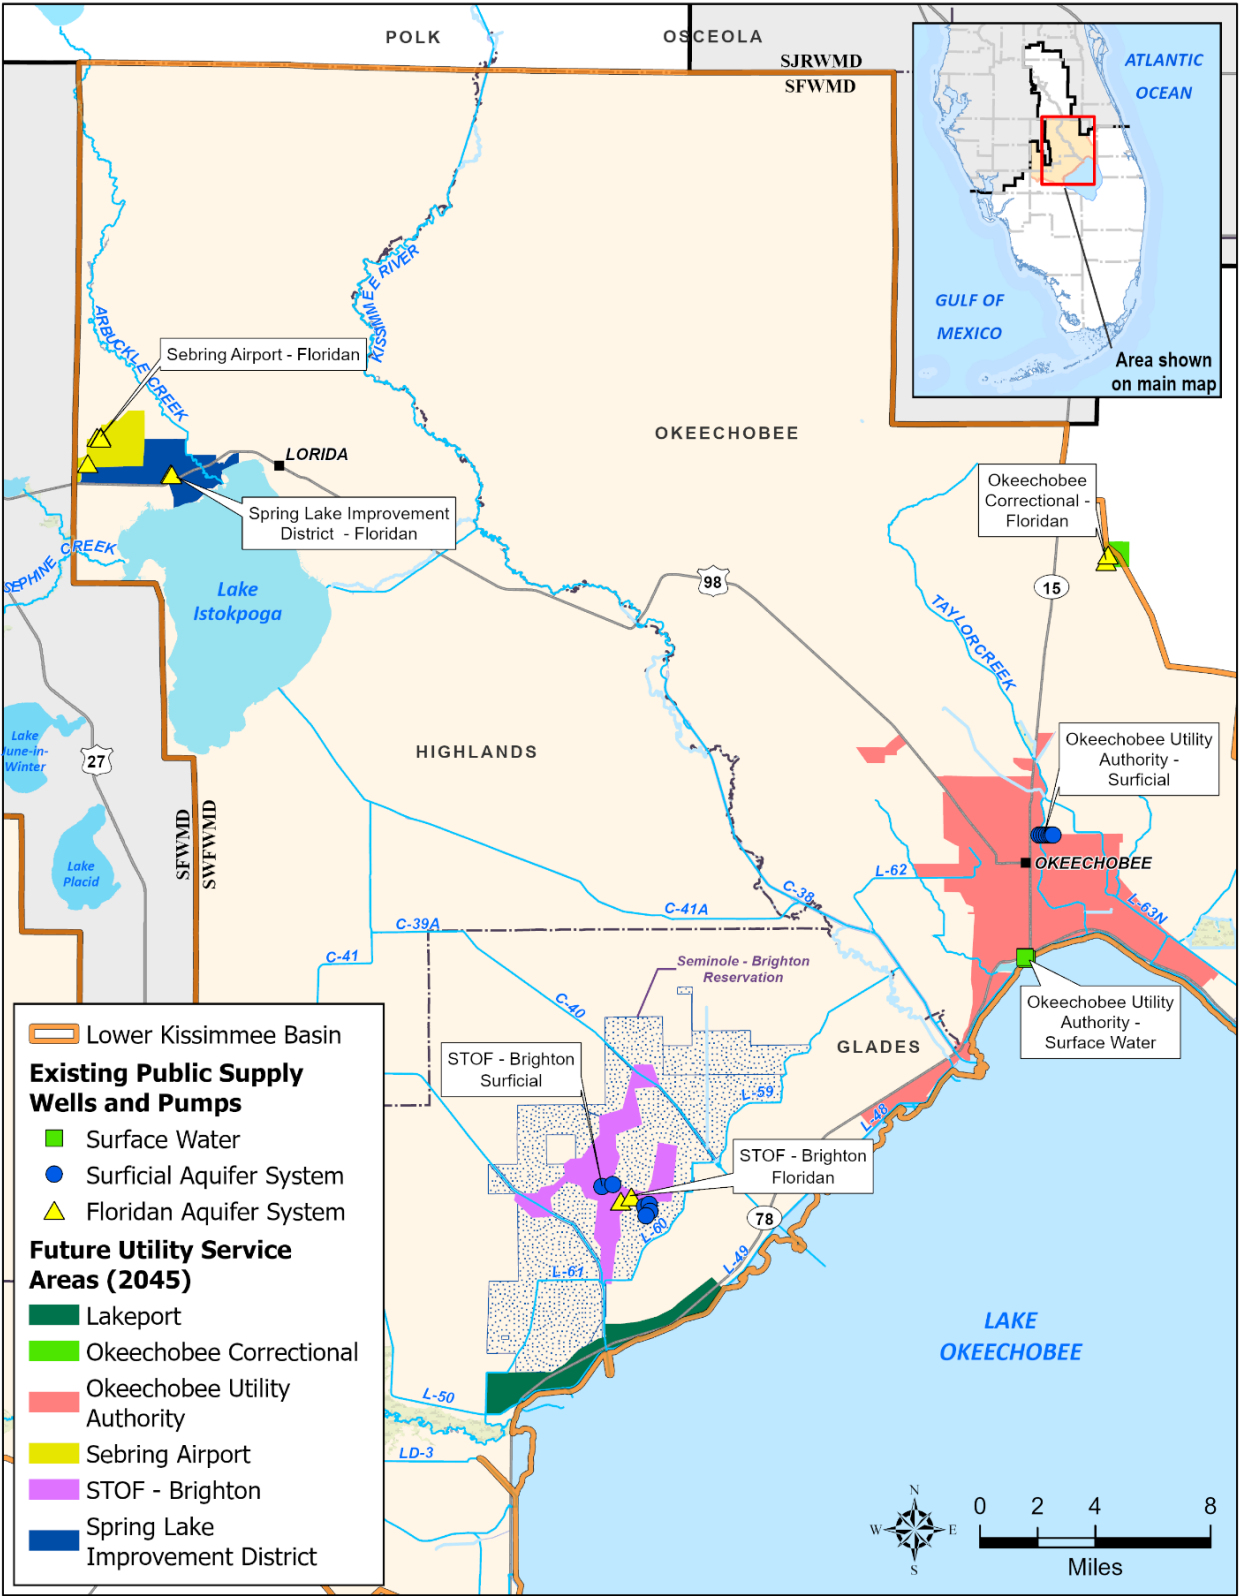 POLK
OSCEOLA
SJRWMD
SFWMD
ATLANTIC
OCEAN
GULF OF
MEXICO
Area shown
on main map
KISSIMMEE RIVER
ARBUCKLE CREEK
Sebring Airport - Floridan
OKEECHOBEE
LORIDA
Okeechobee
Correctional -
Floridan
Spring Lake Improvement
District - Floridan
SEPHINE CREEK
Lake
Istokpoga
98
15
TAYLORCREEK
Lake
June-in-
Winter
27
HIGHLANDS
Okeechobee Utility
Authority -
Surficial
SFWMD
SWFWMD
Lake
Placid
OKEECHOBEE
L-62
C-38
L-63N
C-41A
C-39A
C-41
Seminole - Brighton
Reservation
C-40
Okeechobee Utility
Authority -
Surface Water
GLADES
STOF - Brighton
Surficial
L-59
L-48
STOF - Brighton
Floridan
78
L-60
L-49
L-61
LAKE
OKEECHOBEE
L-50
LD-3
Lower Kissimmee Basin
Existing Public Supply
Wells and Pumps
Surface Water
Surficial Aquifer System
Floridan Aquifer System
Future Utility Service
Areas (2045)
Lakeport
Okeechobee Correctional
Okeechobee Utility
Authority
Sebring Airport
STOF - Brighton
Spring Lake
Improvement District
N
W
E
S
0 2 4 8
Miles